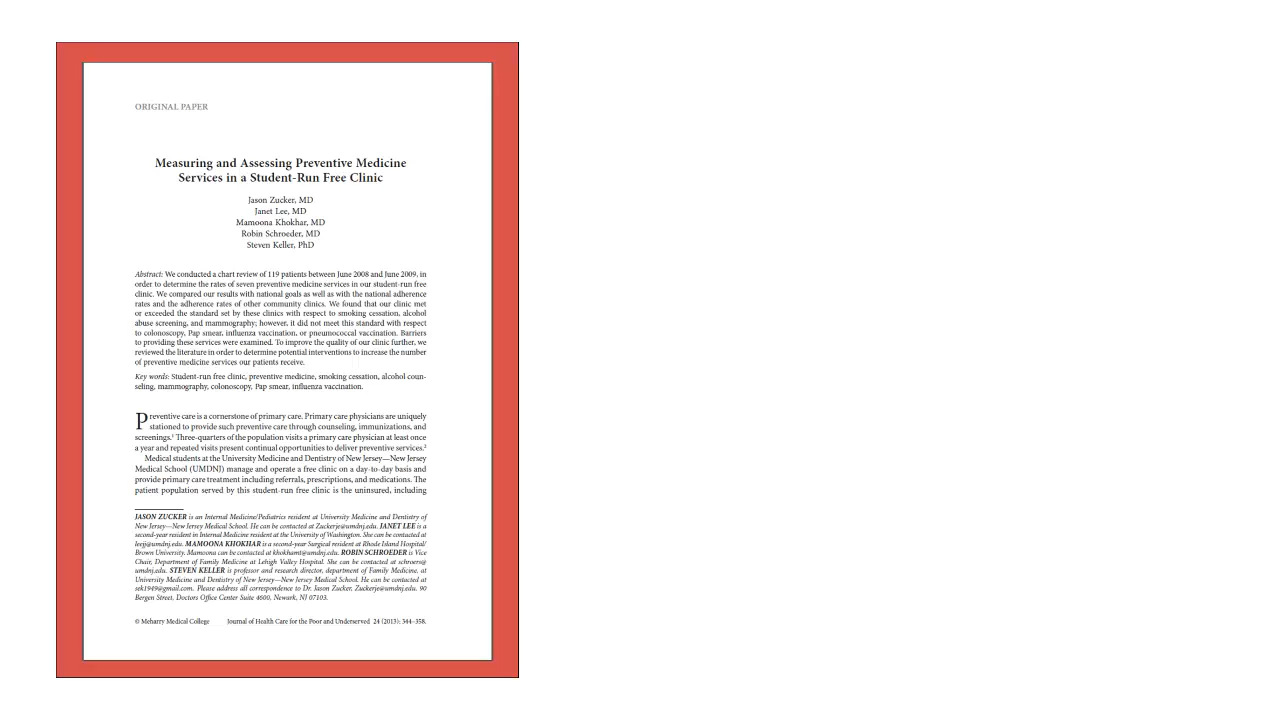 ORIGINAL PAPER
Measuring and Assessing Preventive Medicine
Services in a Student-Run Free Clinic
Jason Zucker, MD
Janet Lee, MD
Mamoona Khokhar, MD
Robin Schroeder, MD
Steven Keller, PhD
Abstract: We conducted a chart review of 119 patients between June 2008 and June 2009, in
order to determine the rates of seven preventive medicine services in our student-run free
clinic. We compared our results with national goals as well as with the national adherence
rates and the adherence rates of other community clinics. We found that our clinic met
or exceeded the standard set by these clinics with respect to smoking cessation, alcohol
abuse screening, and mammography; however, it did not meet this standard with respect
to colonoscopy, Pap smear, influenza vaccination, or pneumococcal vaccination. Barriers
to providing these services were examined. To improve the quality of our clinic further, we
reviewed the literature in order to determine potential interventions to increase the number
of preventive medicine services our patients receive.
Key words: Student-run free clinic, preventive medicine, smoking cessation, alcohol coun-
seling, mammography, colonoscopy, Pap smear, influenza vaccination.
Preventive care is a cornerstone of primary care. Primary care physicians are uniquely
stationed to provide such preventive care through counseling, immunizations, and
screenings.¹ Three-quarters of the population visits a primary care physician at least once
a year and repeated visits present continual opportunities to deliver preventive services.²
Medical students at the University Medicine and Dentistry of New Jersey—New Jersey
Medical School (UMDNJ) manage and operate a free clinic on a day-to-day basis and
provide primary care treatment including referrals, prescriptions, and medications. The
patient population served by this student-run free clinic is the uninsured, including
JASON ZUCKER is an Internal Medicine/Pediatrics resident at University Medicine and Dentistry of
New Jersey—New Jersey Medical School. He can be contacted at Zuckerje@umdnj.edu. JANET LEE is a
second-year resident in Internal Medicine resident at the University of Washington. She can be contacted at
leeji@umdnj.edu. MAMOONA KHOKHAR is a second-year Surgical resident at Rhode Island Hospital/
Brown University. Mamoona can be contacted at khokhamt@umdnj.edu. ROBIN SCHROEDER is Vice
Chair, Department of Family Medicine at Lehigh Valley Hospital. She can be contacted at schroero@
umdnj.edu. STEVEN KELLER is professor and research director, department of Family Medicine, at
University Medicine and Dentistry of New Jersey—New Jersey Medical School. He can be contacted at
sek1949@gmail.com. Please address all correspondence to Dr. Jason Zucker, Zuckerje@umdnj.edu, 90
Bergen Street, Doctors Office Center Suite 4600, Newark, NJ 07103.
© Meharry Medical College Journal of Health Care for the Poor and Underserved 24 (2013): 344–358.